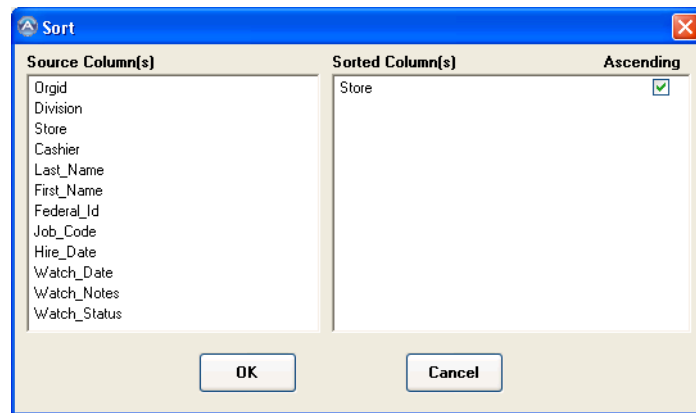 Sort
Source Column(s)
Orgid
Division
Store
Cashier
Last_Name
First_Name
Federal_Id
Job_Code
Hire_Date
Watch_Date
Watch_Notes
Watch_Status
Sorted Column(s) Ascending
Store
OK Cancel